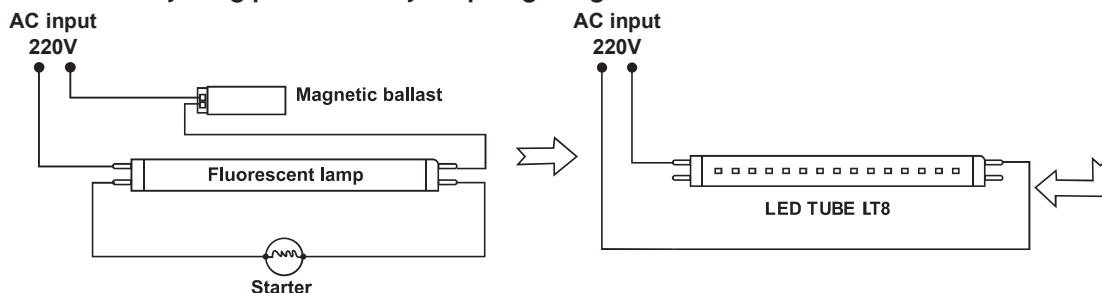 AC input
220V
Magnetic ballast
Fluorescent lamp
Starter
AC input
220V
LED TUBE LT8